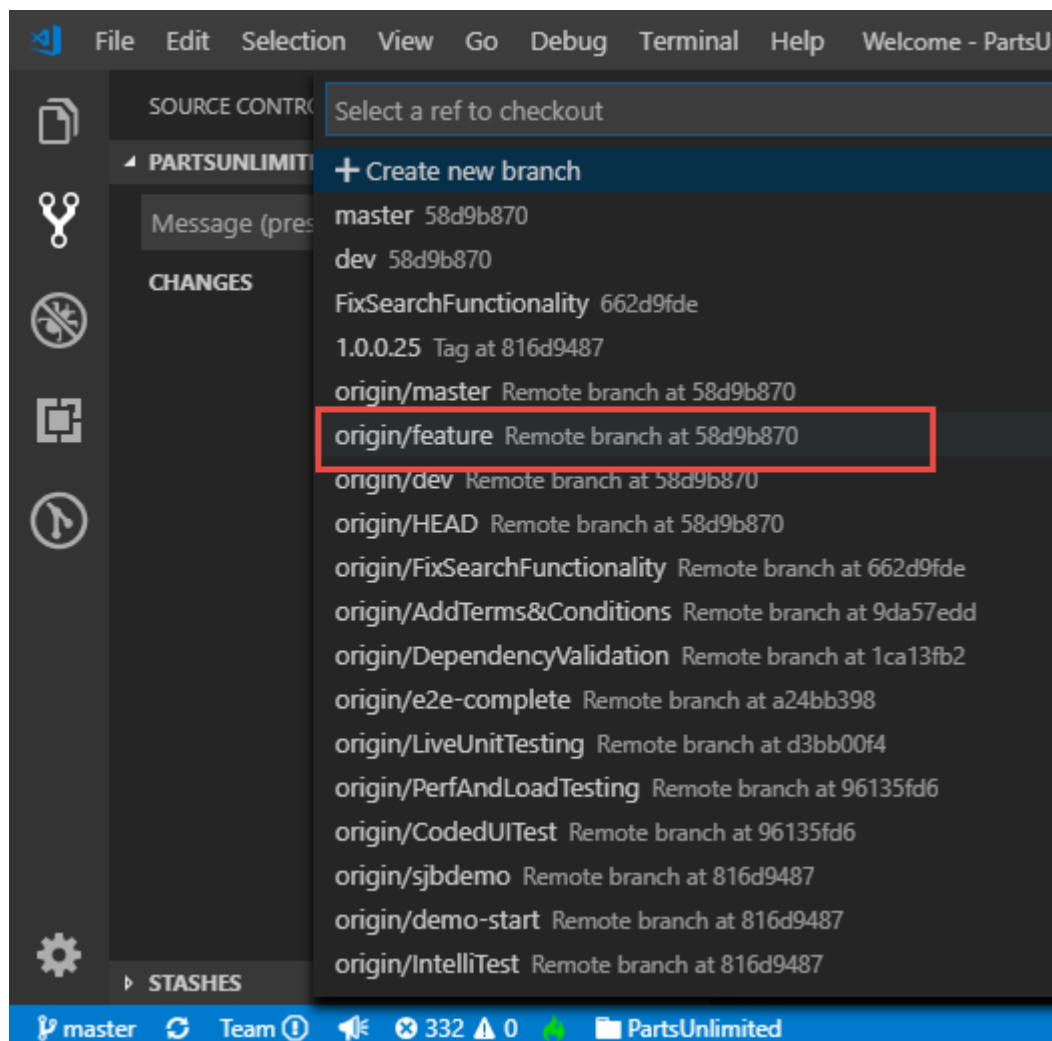 File Edit Selection View Go Debug Terminal Help Welcome - PartsU
SOURCE CONTR
Select a ref to checkout
PARTSUNLIMIT
+ Create new branch
Message (pres
master 58d9b870
dev 58d9b870
CHANGES
FixSearchFunctionality 662d9fde
1.0.0.25 Tag at 816d9487
origin/master Remote branch at 58d9b870
origin/feature Remote branch at 58d9b870
origin/dev Remote branch at 58d9b870
origin/HEAD Remote branch at 58d9b870
origin/FixSearchFunctionality Remote branch at 662d9fde
origin/AddTerms&Conditions Remote branch at 9da57edd
origin/DependencyValidation Remote branch at 1ca13fb2
origin/e2e-complete Remote branch at a24bb398
origin/LiveUnitTesting Remote branch at d3bb00f4
origin/PerfAndLoadTesting Remote branch at 96135fd6
origin/CodedUITest Remote branch at 96135fd6
origin/sjbdemo Remote branch at 816d9487
origin/demo-start Remote branch at 816d9487
origin/IntelliTest Remote branch at 816d9487
STASHES
master Team 332 0 PartsUnlimited